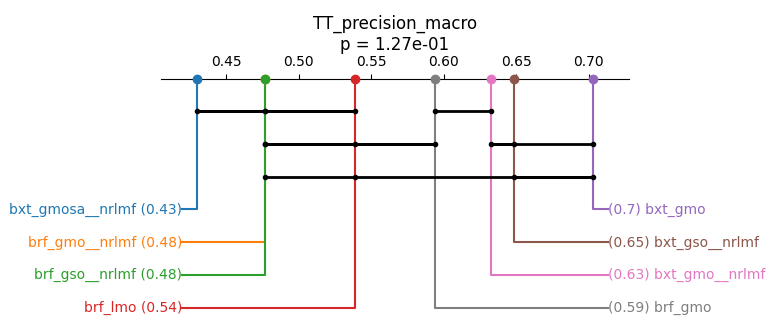 TT_precision_macro
p = 1.27e-01
0.45 0.50 0.55 0.60 0.65 0.70
bxt_gmosa__nrlmf (0.43) (0.7) bxt_gmo
brf_gmo__nrlmf (0.48) (0.65) bxt_gso__nrlmf
brf_gso__nrlmf (0.48) (0.63) bxt_gmo__nrlmf
brf_lmo (0.54) (0.59) brf_gmo